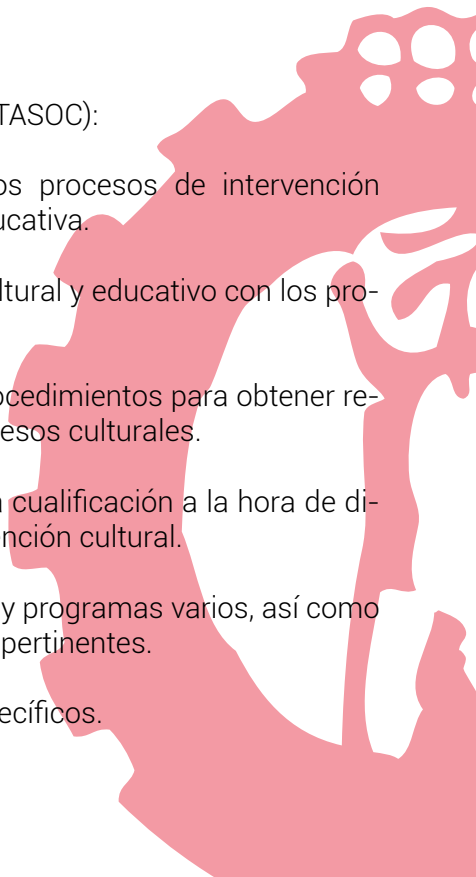 TASOC):
os procesos de intervención
ucativa.
ltural y educativo con los pro-
ocedimientos para obtener re-
esos culturales.
cualificación a la hora de di-
nción cultural.
y programas varios, así como
pertinentes.
ecíficos.